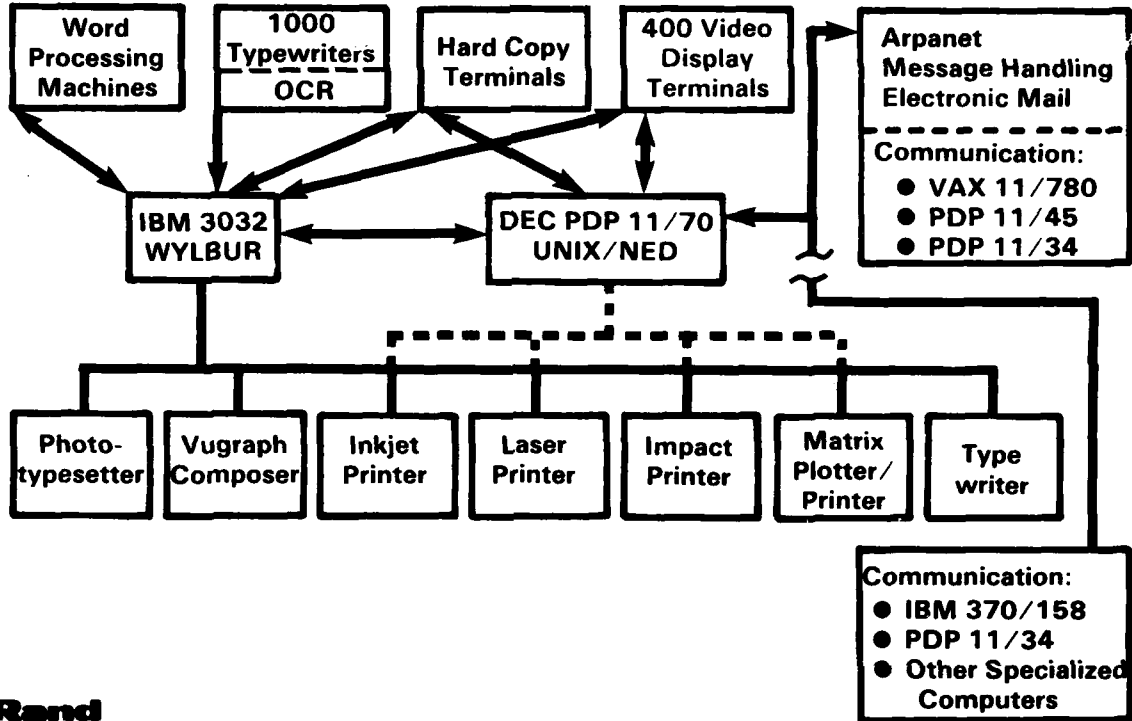 Word
Processing
Machines
1000
Typewriters
OCR
Hard Copy
Terminals
400 Video
Display
Terminals
Arpanet
Message Handling
Electronic Mail
Communication:
● VAX 11/780
● PDP 11/45
● PDP 11/34
IBM 3032
WYLBUR
DEC PDP 11/70
UNIX/NED
Photo-
typesetter
Vugraph
Composer
Inkjet
Printer
Laser
Printer
Impact
Printer
Matrix
Plotter/
Printer
Type
writer
Communication:
● IBM 370/158
● PDP 11/34
● Other Specialized
Computers
Rand